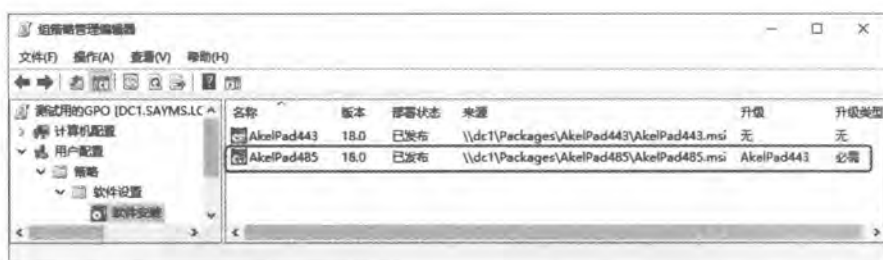 组策略管理编辑器
文件(F) 操作(A) 查看(V) 帮助(H)
测试用的GPO [DC1.SAYMS.LC
计算机配置
用户配置
策略
软件设置
软件安装
名称 版本 部署状态 来源 升级 升级类型
AkelPad443 18.0 已发布 \\dc1\Packages\AkelPad443\AkelPad443.msi 无 无
AkelPad485 16.0 已发布 \\dc1\Packages\AkelPad485\AkelPad485.msi AkelPad443 必需